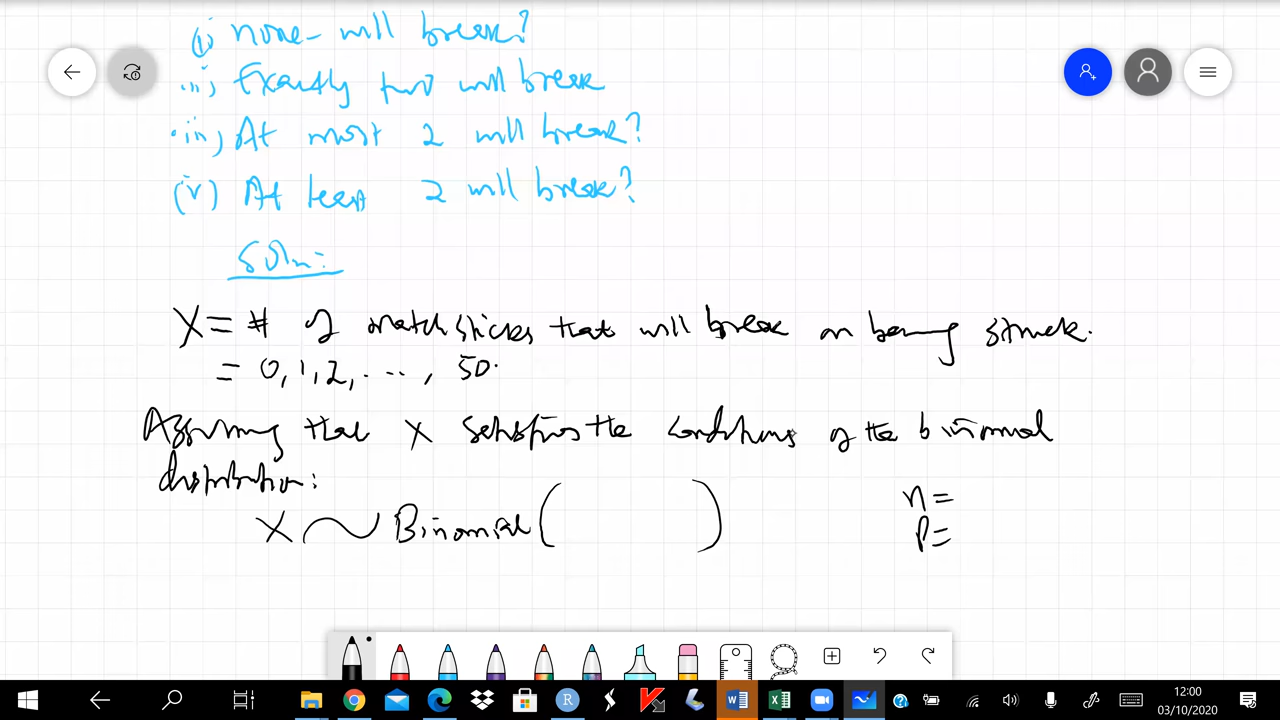 (i) none will break?
ii) Exactly two will break
iii) At most 2 will break?
(iv) At least 2 will break?
Soln:
X = # of matchsticks that will break on being struck.
= 0, 1, 2, ..., 50.
Assuming that X satisfies the conditions of the binomial
distribution:
X ~ Binomial( )
n =
p =
12:00
03/10/2020